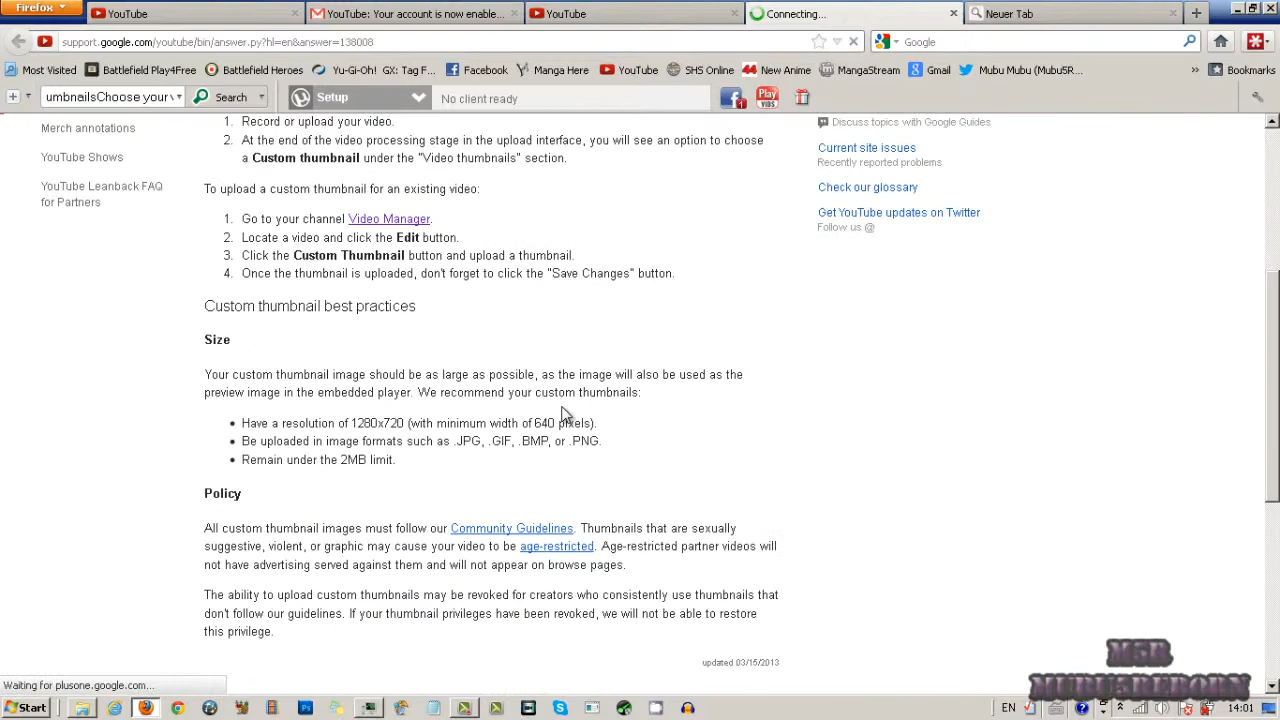 Firefox
YouTube
YouTube: Your account is now enable...
YouTube
Connecting...
Neuer Tab
support.google.com/youtube/bin/answer.py?hl=en&answer=138008
Google
Most Visited
Battlefield Play4Free
Battlefield Heroes
Yu-Gi-Oh! GX: Tag F...
Facebook
Manga Here
YouTube
SHS Online
New Anime
MangaStream
Gmail
Mubu Mubu (MubuSR...
Bookmarks
umbnailsChoose your
Search
Setup
No client ready
Merch annotations
YouTube Shows
YouTube Leanback FAQ
for Partners
1. Record or upload your video.
2. At the end of the video processing stage in the upload interface, you will see an option to choose
a Custom thumbnail under the "Video thumbnails" section.
To upload a custom thumbnail for an existing video:
1. Go to your channel Video Manager.
2. Locate a video and click the Edit button.
3. Click the Custom Thumbnail button and upload a thumbnail.
4. Once the thumbnail is uploaded, don't forget to click the "Save Changes" button.
Custom thumbnail best practices
Size
Your custom thumbnail image should be as large as possible, as the image will also be used as the
preview image in the embedded player. We recommend your custom thumbnails:
• Have a resolution of 1280x720 (with minimum width of 640 pixels).
• Be uploaded in image formats such as .JPG, .GIF, .BMP, or .PNG.
• Remain under the 2MB limit.
Policy
All custom thumbnail images must follow our Community Guidelines. Thumbnails that are sexually
suggestive, violent, or graphic may cause your video to be age-restricted. Age-restricted partner videos will
not have advertising served against them and will not appear on browse pages.
The ability to upload custom thumbnails may be revoked for creators who consistently use thumbnails that
don't follow our guidelines. If your thumbnail privileges have been revoked, we will not be able to restore
this privilege.
updated 03/15/2013
Discuss topics with Google Guides
Current site issues
Recently reported problems
Check our glossary
Get YouTube updates on Twitter
Follow us @
Waiting for plusone.google.com...
Start
EN
14:01